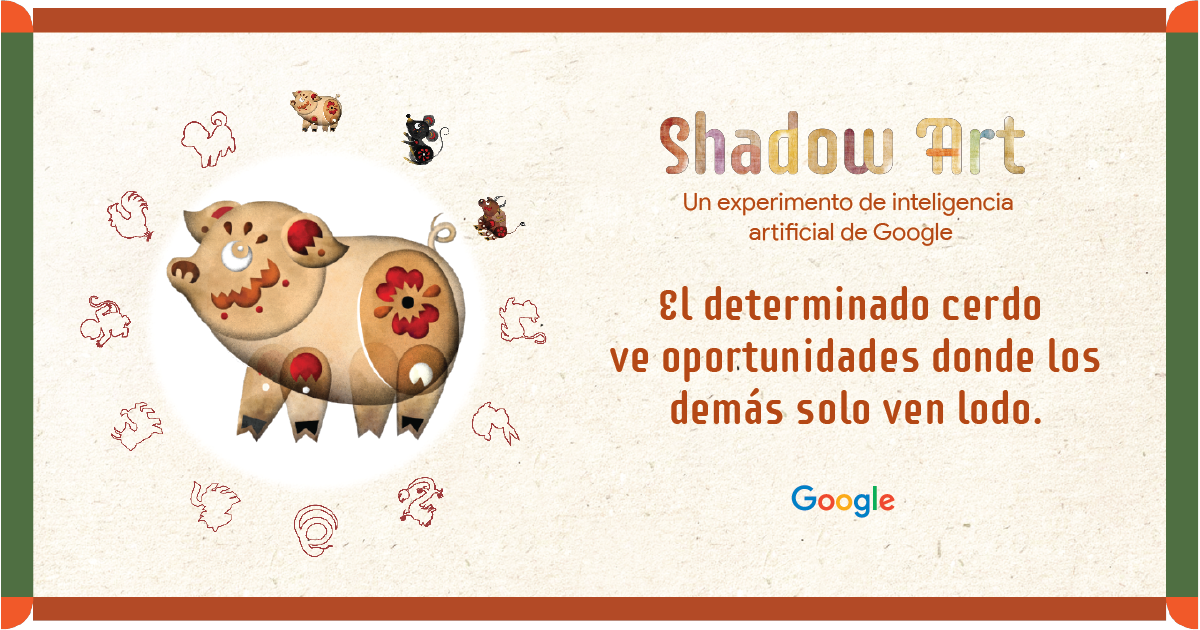 Shadow Art
Un experimento de inteligencia
artificial de Google
El determinado cerdo
ve oportunidades donde los
demás solo ven lodo.
Google